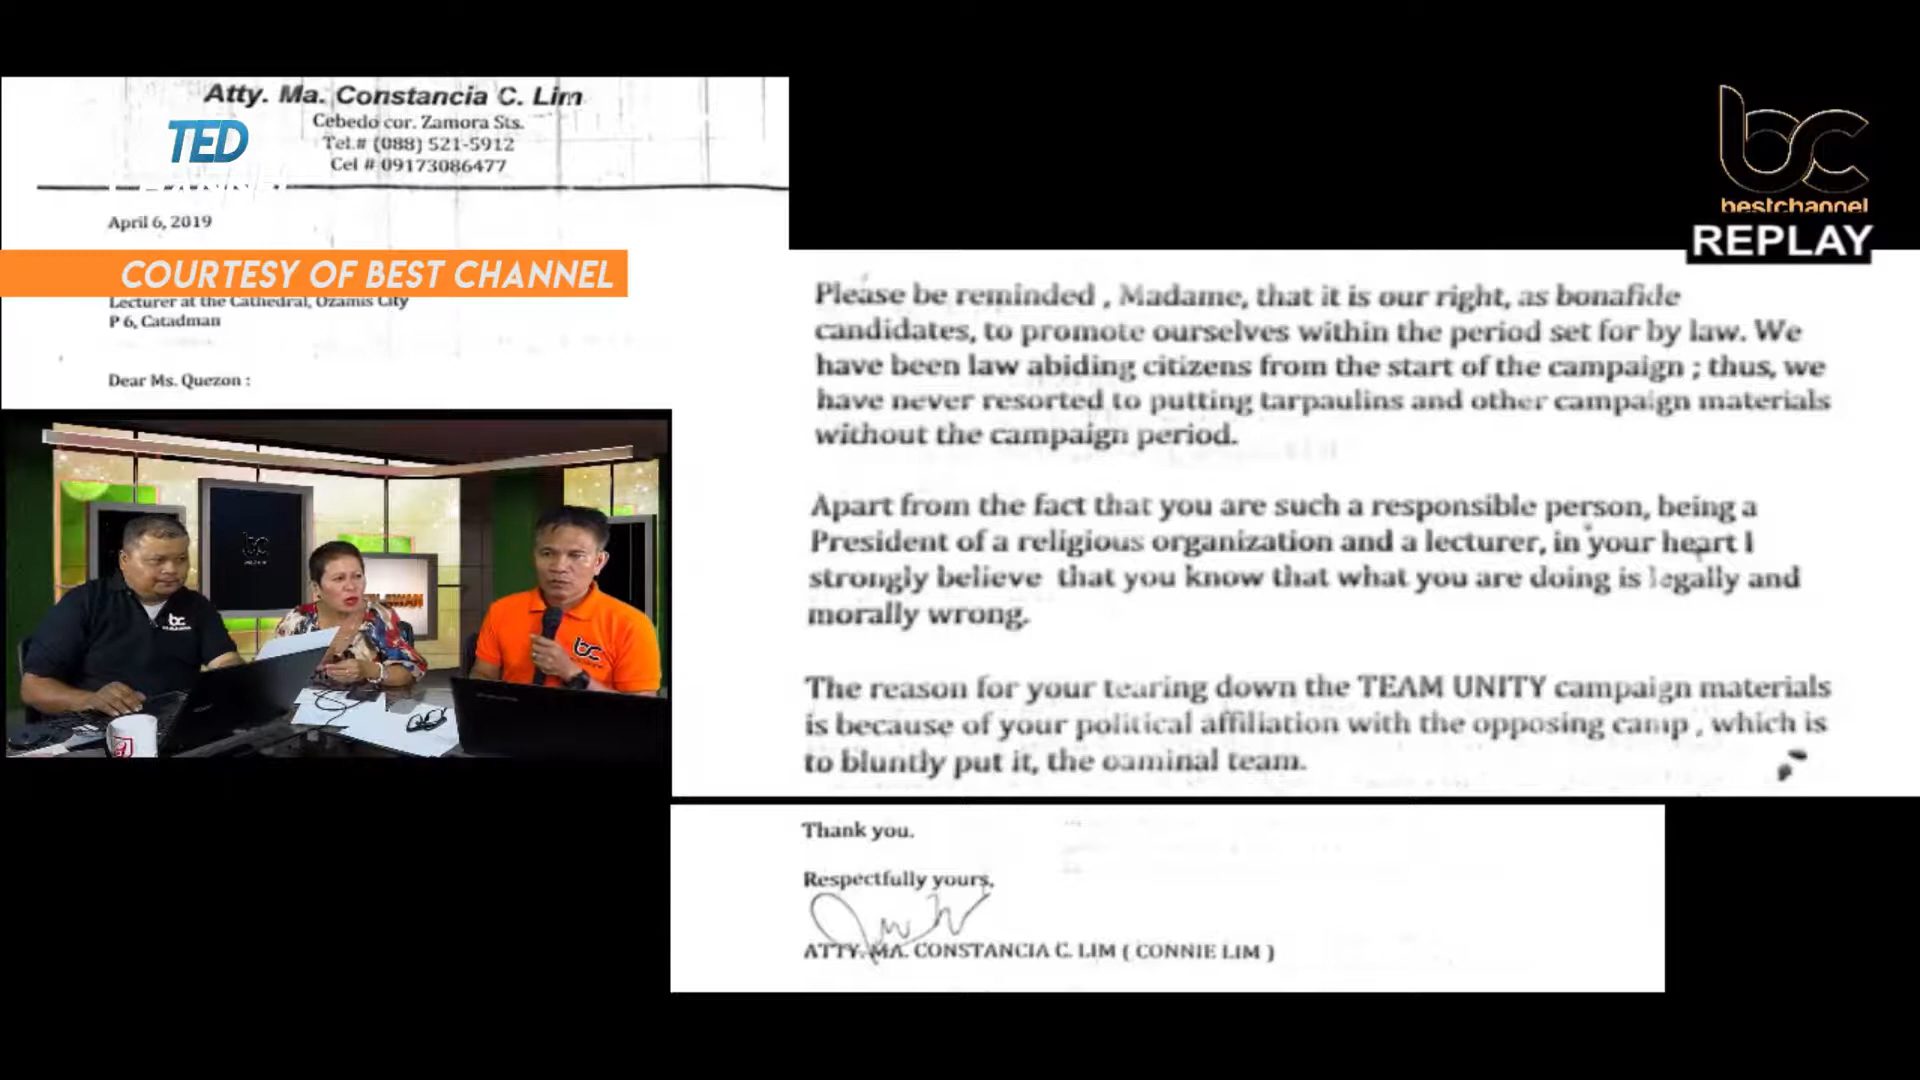 Atty. Ma. Constancia C. Lim
Cebedo cor. Zamora Sts.
Tel.# (088) 521-5912
Cel # 09173086477
TED
April 6, 2019
COURTESY OF BEST CHANNEL
Lecturer at the Cathedral, Ozamis City
P 6, Catadman
Dear Ms. Quezon :
bc
bestchannel
REPLAY
Please be reminded , Madame, that it is our right, as bonafide
candidates, to promote ourselves within the period set for by law. We
have been law abiding citizens from the start of the campaign ; thus, we
have never resorted to putting tarpaulins and other campaign materials
without the campaign period.
Apart from the fact that you are such a responsible person, being a
President of a religious organization and a lecturer, in your heart I
strongly believe that you know that what you are doing is legally and
morally wrong.
The reason for your tearing down the TEAM UNITY campaign materials
is because of your political affiliation with the opposing camp , which is
to bluntly put it, the team.
bc
bc
bc
Thank you.
Respectfully yours,
ATTY. MA. CONSTANCIA C. LIM ( CONNIE LIM )